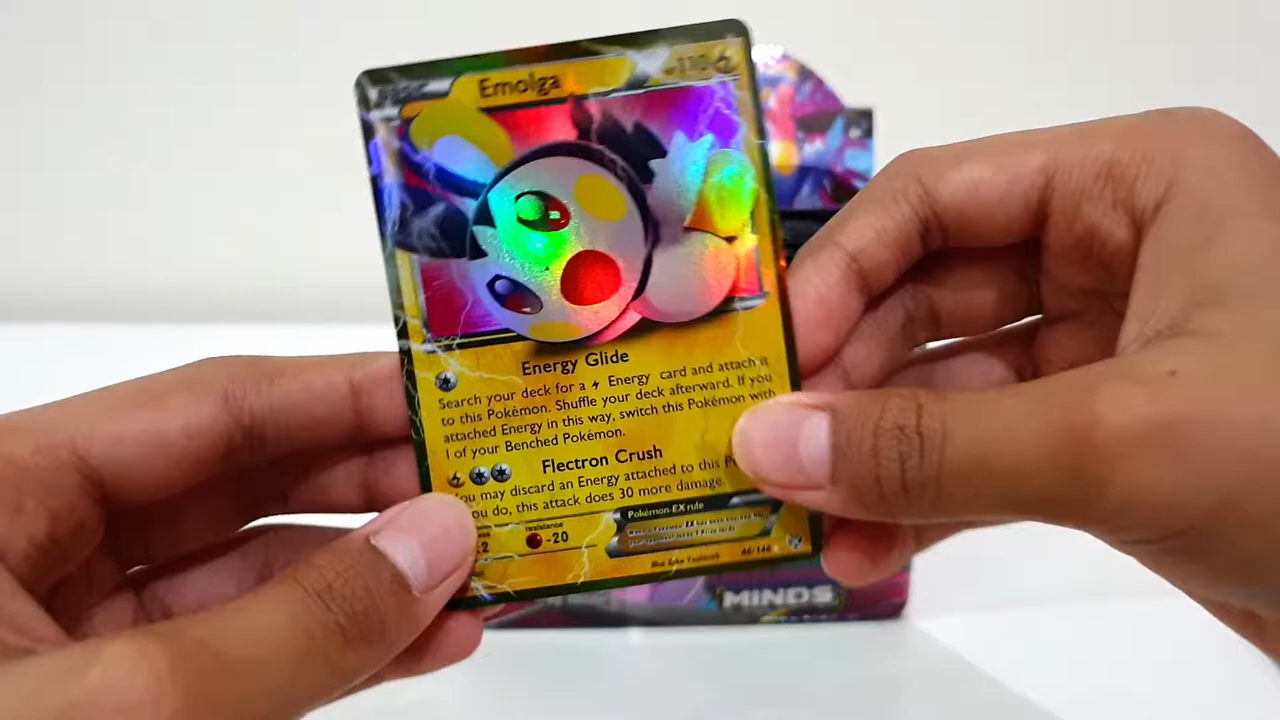 Emolga
HP110
Energy Glide
Search your deck for a Energy card and attach it
to this Pokémon. Shuffle your deck afterward. If you
attached Energy in this way, switch this Pokémon with
1 of your Benched Pokémon.
Flectron Crush
You may discard an Energy attached to this
you do, this attack does 30 more damage.
resistance
-20
Pokémon-EX rule
46/146
MINDS